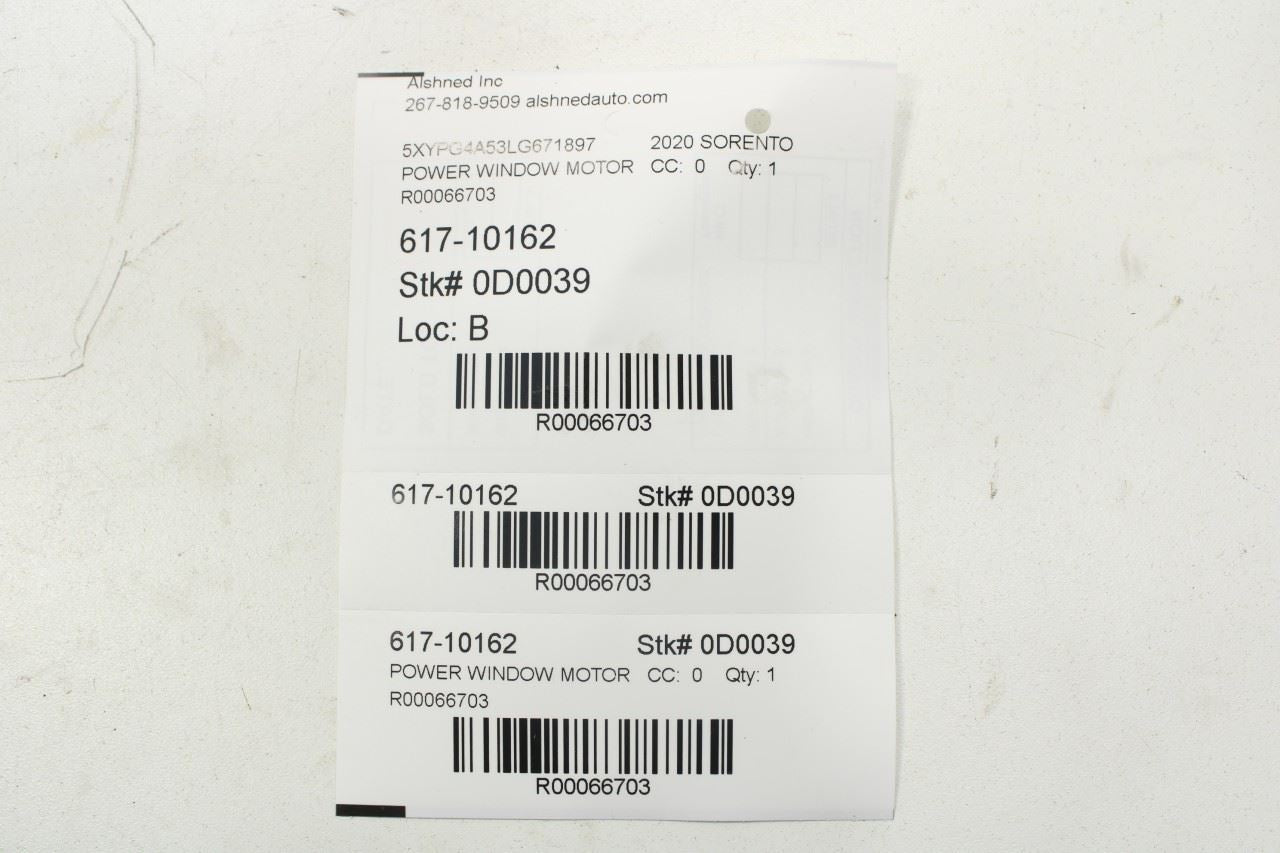 Alshned Inc
267-818-9509 alshnedauto.com
5XYPG4A53LG671897 2020 SORENTO
POWER WINDOW MOTOR CC: 0 Qty: 1
R00066703
617-10162
Stk# 0D0039
Loc: B
R00066703
617-10162 Stk# 0D0039
R00066703
617-10162 Stk# 0D0039
POWER WINDOW MOTOR CC: 0 Qty: 1
R00066703
R00066703